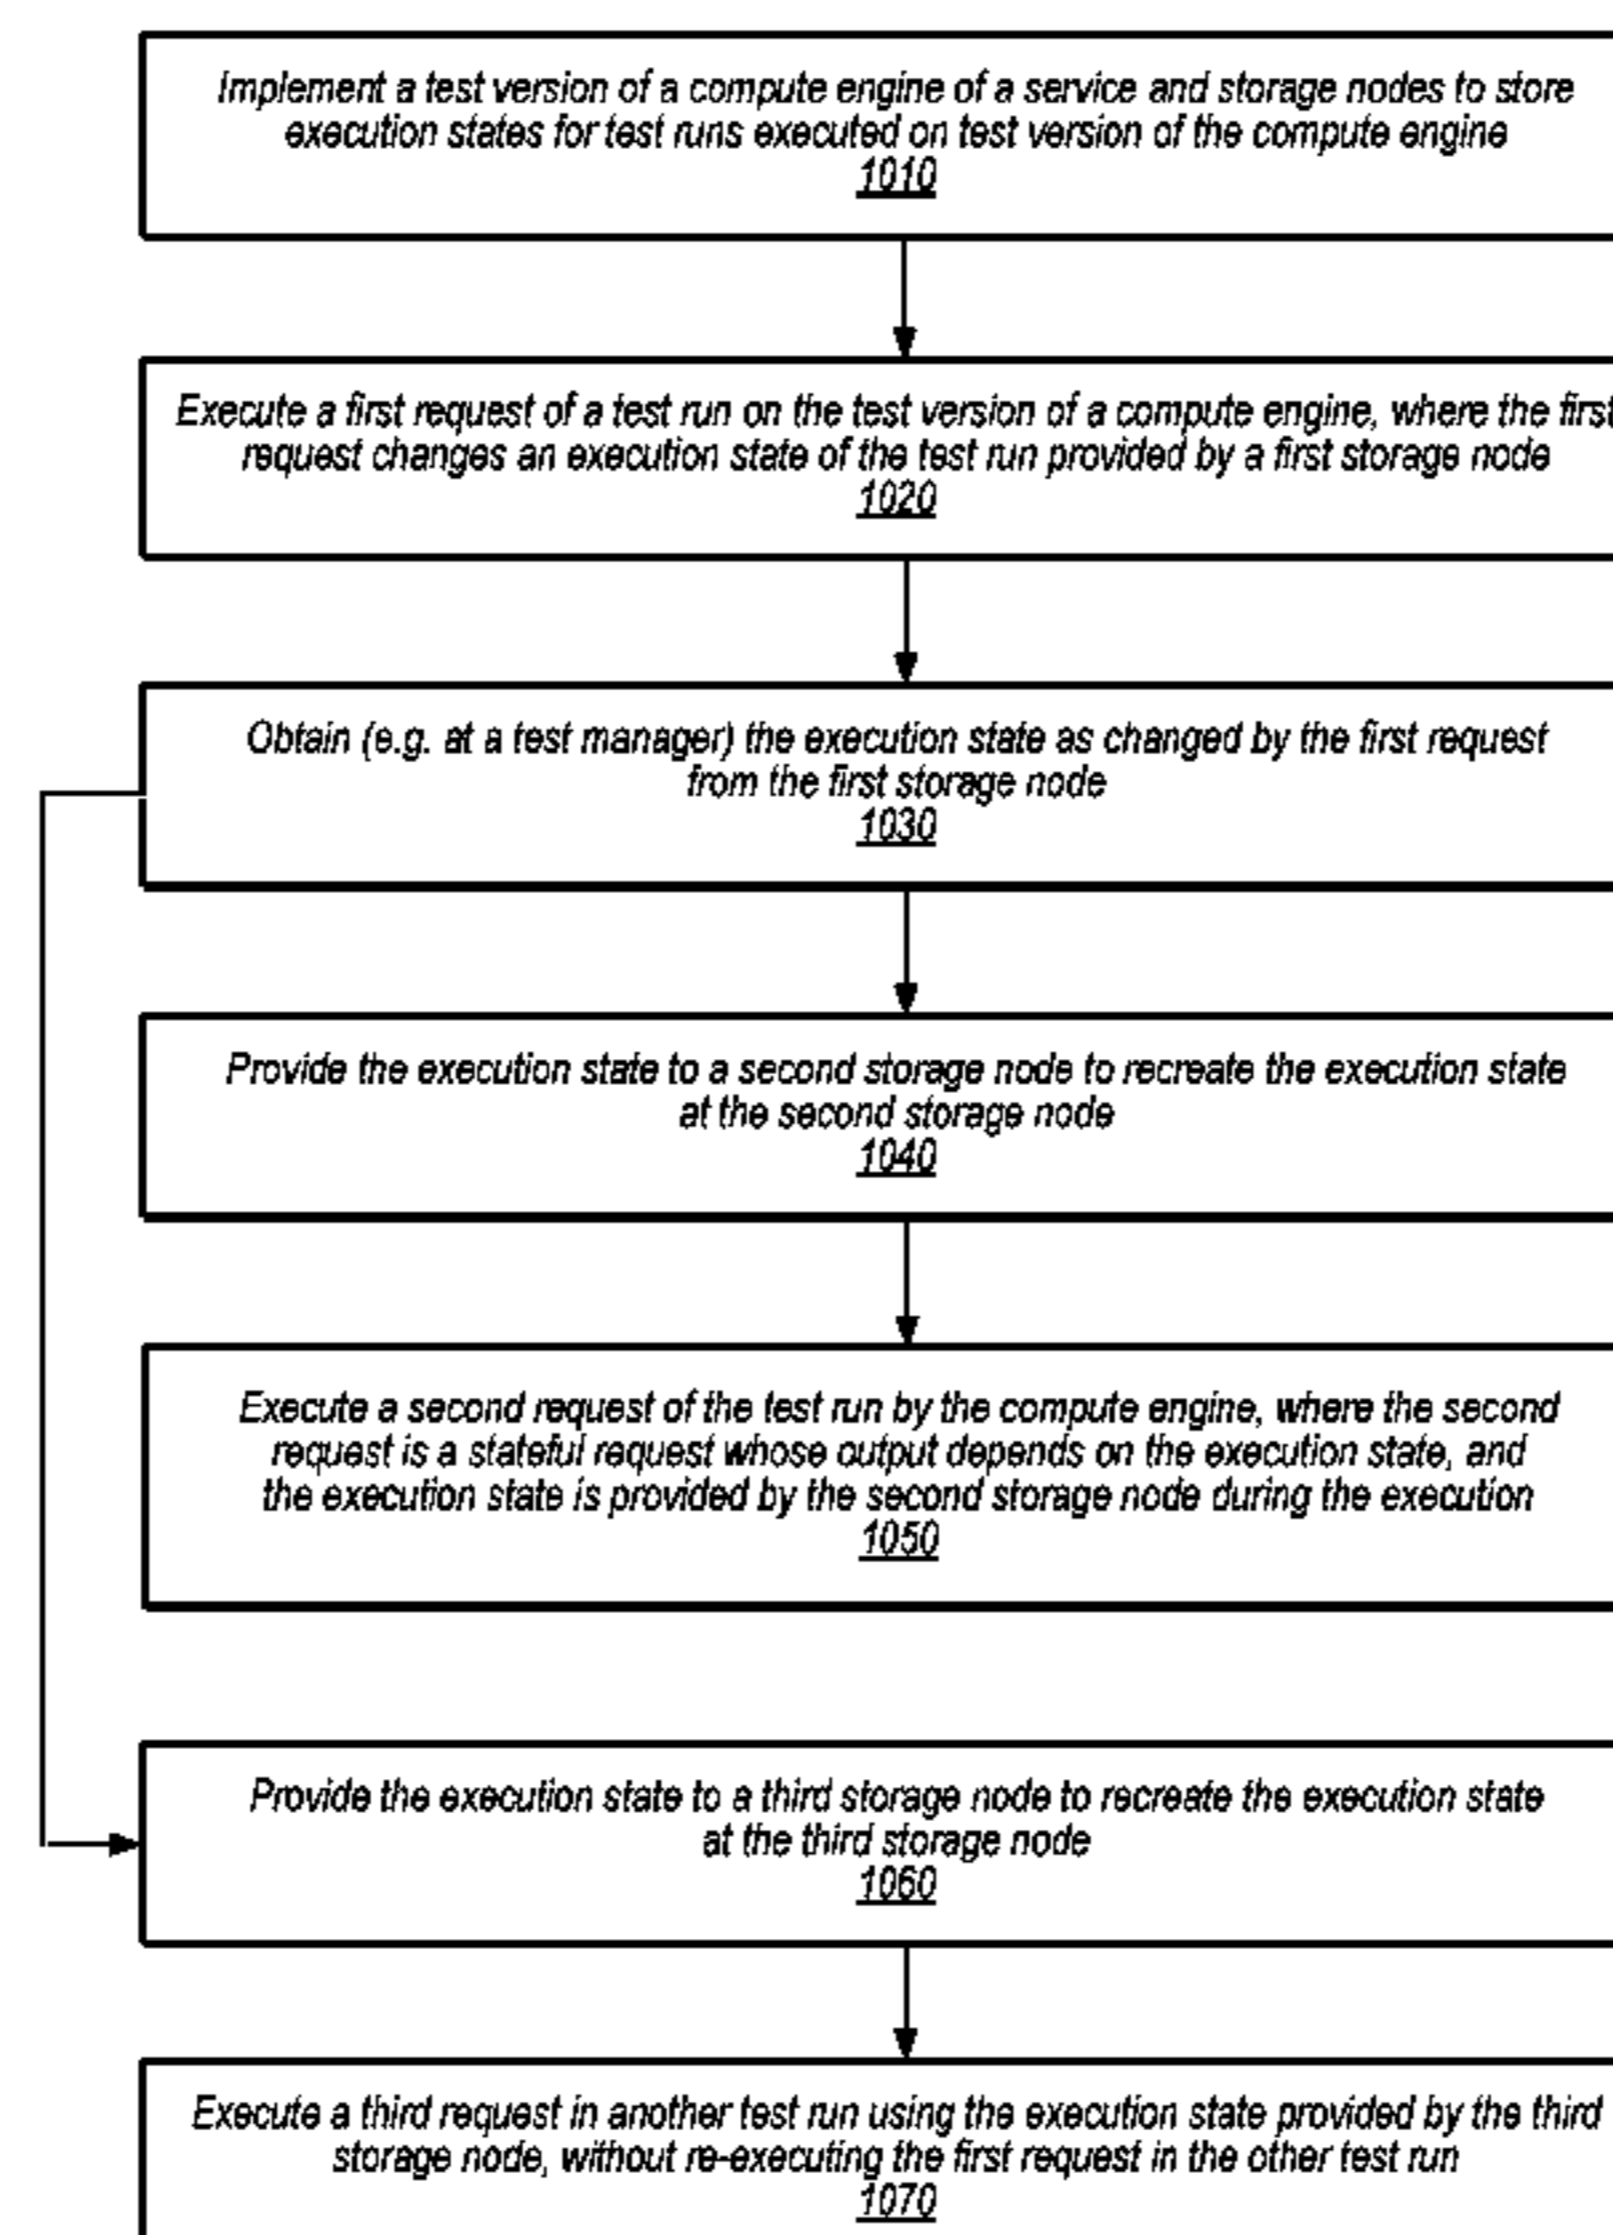 Implement a test version of a compute engine of a service and storage nodes to store
execution states for test runs executed on test version of the compute engine
1010
Execute a first request of a test run on the test version of a compute engine, where the first
request changes an execution state of the test run provided by a first storage node
1020
Obtain (e.g. at a test manager) the execution state as changed by the first request
from the first storage node
1030
Provide the execution state to a second storage node to recreate the execution state
at the second storage node
1040
Execute a second request of the test run by the compute engine, where the second
request is a stateful request whose output depends on the execution state, and
the execution state is provided by the second storage node during the execution
1050
Provide the execution state to a third storage node to recreate the execution state
at the third storage node
1060
Execute a third request in another test run using the execution state provided by the third
storage node, without re-executing the first request in the other test run
1070